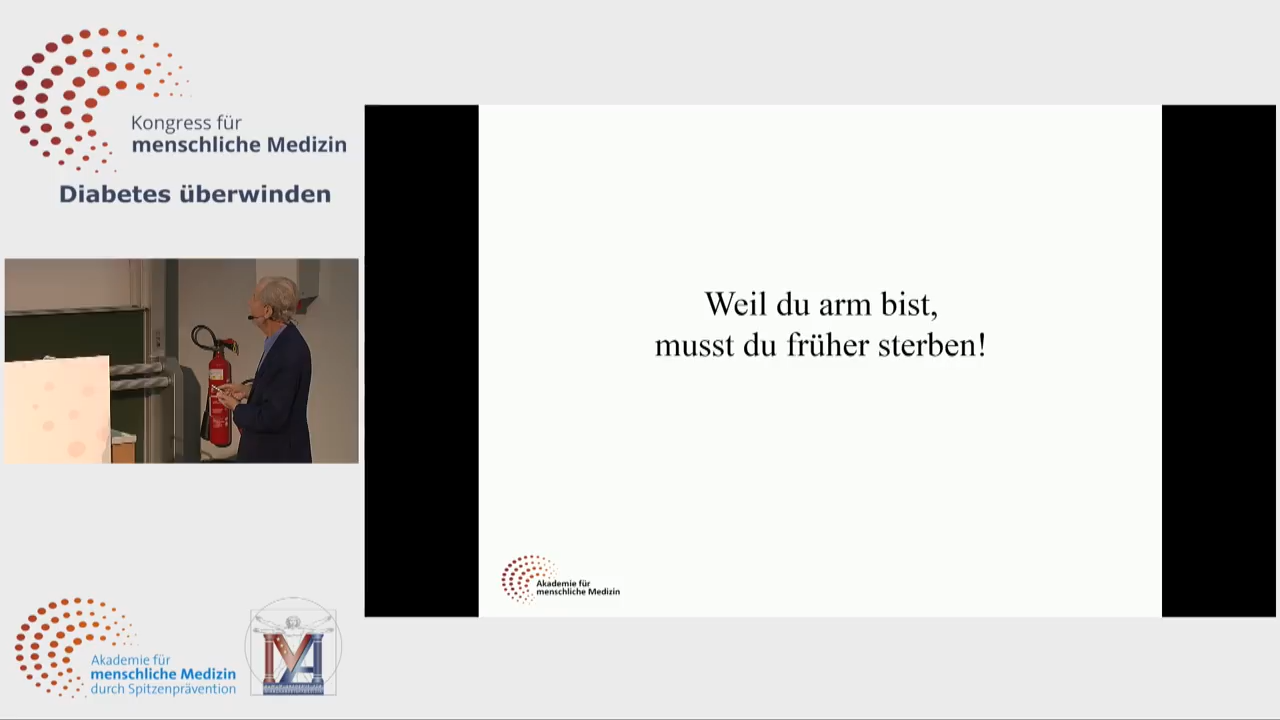 Kongress für
menschliche Medizin
Diabetes überwinden
Weil du arm bist,
musst du früher sterben!
Akademie für
menschliche Medizin
Akademie für
menschliche Medizin
durch Spitzenprävention